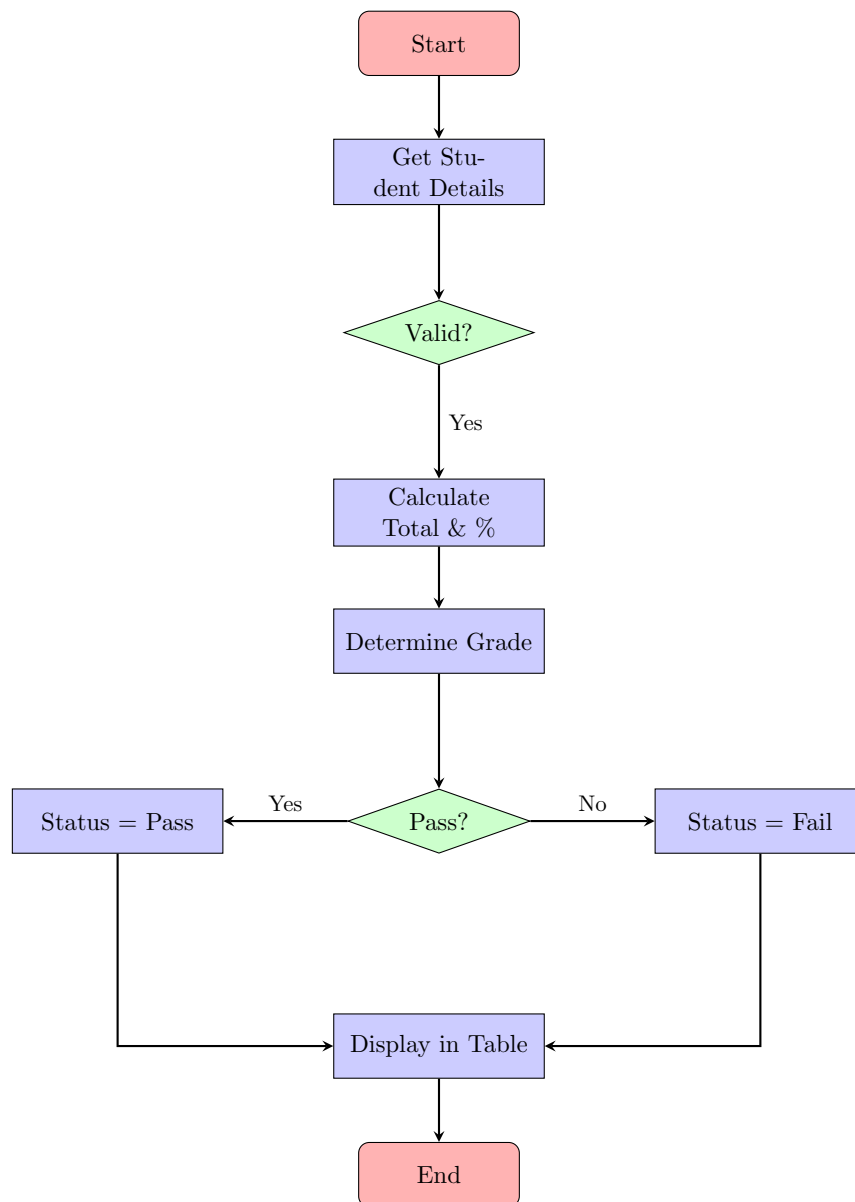 Start
Get Stu-
dent Details
Valid?
Yes
Calculate
Total & %
Determine Grade
Yes
No
Status = Pass
Pass?
Status = Fail
Display in Table
End